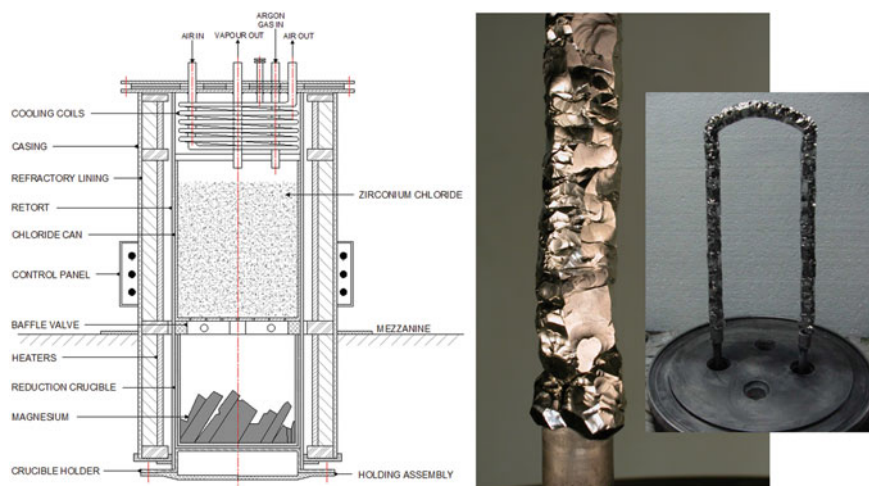 ARGON
GAS IN
AIR IN
VAPOUR OUT
AIR OUT
COOLING COILS
CASING
REFRACTORY LINING
RETORT
CHLORIDE CAN
CONTROL PANEL
BAFFLE VALVE
HEATERS
REDUCTION CRUCIBLE
MAGNESIUM
CRUCIBLE HOLDER
ZIRCONIUM CHLORIDE
MEZZANINE
HOLDING ASSEMBLY